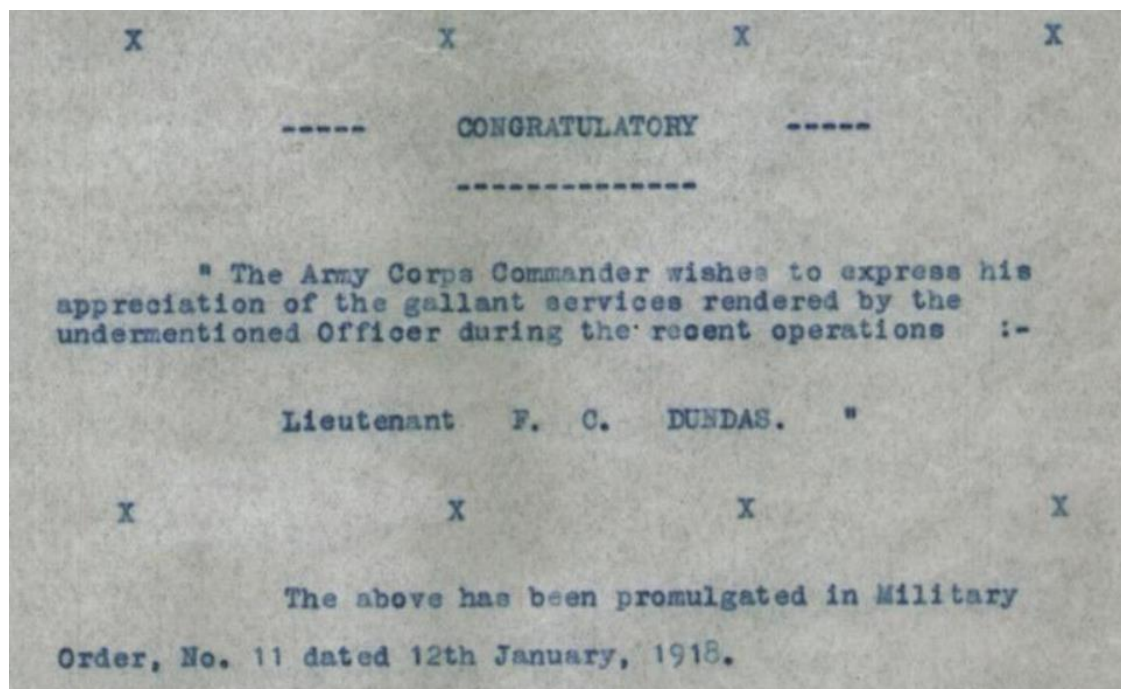 X X X X
----- CONGRATULATORY -----
--------------
" The Army Corps Commander wishes to express his
appreciation of the gallant services rendered by the
undermentioned Officer during the recent operations :-
Lieutenant F. C. DUNDAS. "
X X X X
The above has been promulgated in Military
Order, No. 11 dated 12th January, 1918.